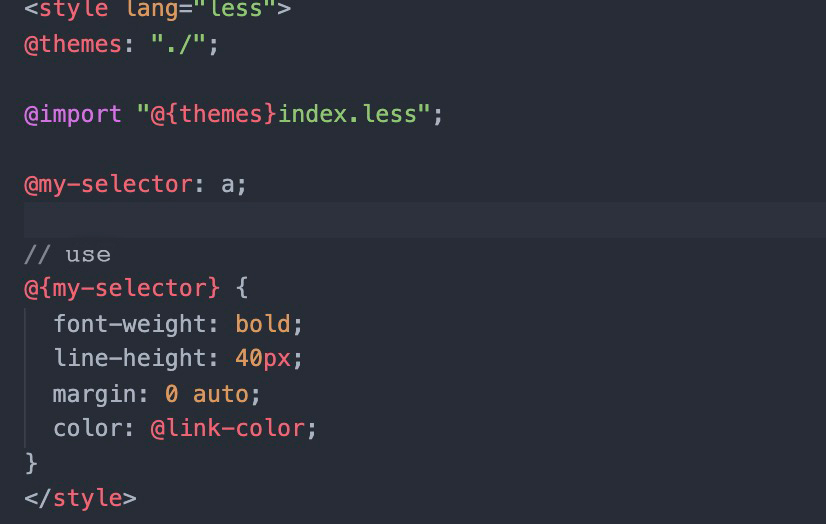 <style lang="less">
@themes: "./";
@import "@{themes}index.less";
@my-selector: a;
// use
@{my-selector} {
font-weight: bold;
line-height: 40px;
margin: 0 auto;
color: @link-color;
}
</style>